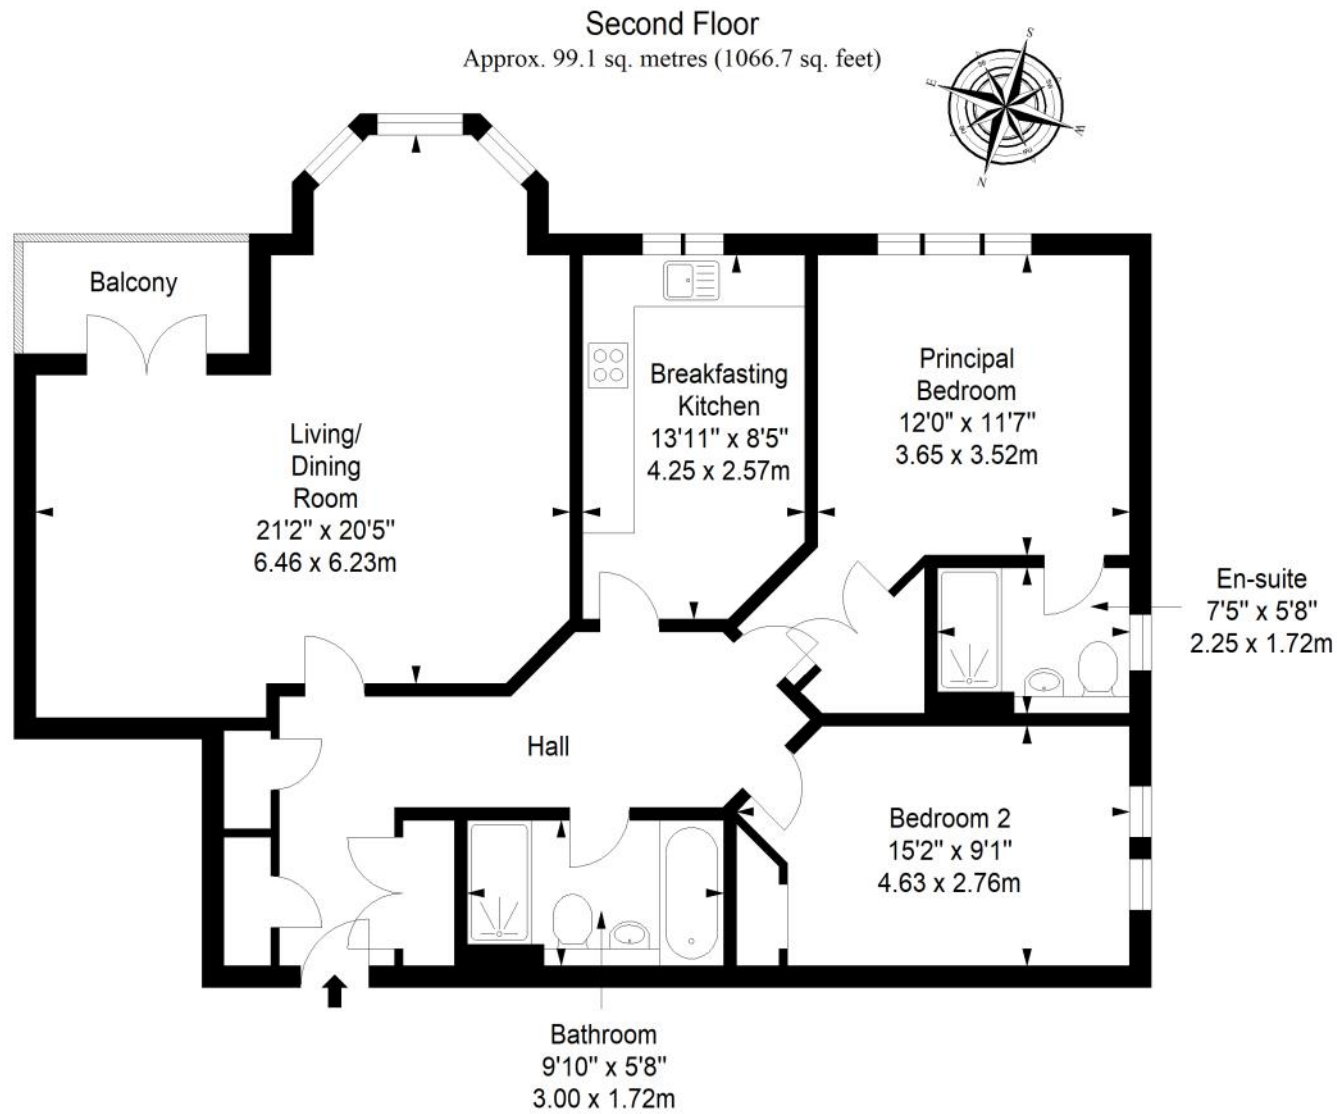 Second Floor
Approx. 99.1 sq. metres (1066.7 sq. feet)
S
E
W
N
Balcony
Living/
Dining
Room
21'2" x 20'5"
6.46 x 6.23m
Breakfasting
Kitchen
13'11" x 8'5"
4.25 x 2.57m
Principal
Bedroom
12'0" x 11'7"
3.65 x 3.52m
En-suite
7'5" x 5'8"
2.25 x 1.72m
Hall
Bedroom 2
15'2" x 9'1"
4.63 x 2.76m
Bathroom
9'10" x 5'8"
3.00 x 1.72m